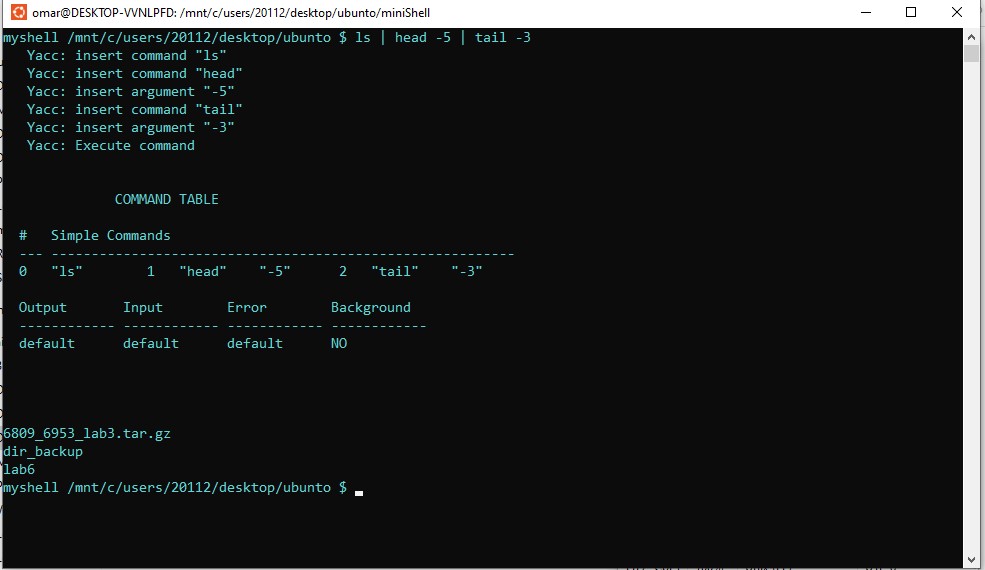 omar@DESKTOP-VVNLPFD: /mnt/c/users/20112/desktop/ubunto/miniShell
myshell /mnt/c/users/20112/desktop/ubunto $ ls | head -5 | tail -3
Yacc: insert command "ls"
Yacc: insert command "head"
Yacc: insert argument "-5"
Yacc: insert command "tail"
Yacc: insert argument "-3"
Yacc: Execute command
COMMAND TABLE
# Simple Commands
--- ----------------------------------------------------------
0 "ls" 1 "head" "-5" 2 "tail" "-3"
Output Input Error Background
------------ ------------ ------------ ------------
default default default NO
6809_6953_lab3.tar.gz
dir_backup
lab6
myshell /mnt/c/users/20112/desktop/ubunto $